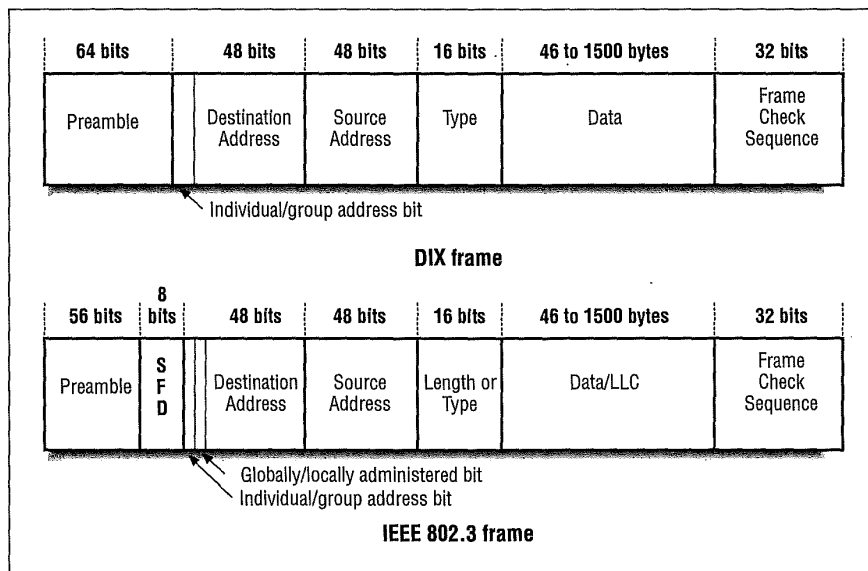 64 bits 48 bits 48 bits 16 bits 46 to 1500 bytes 32 bits
Preamble Destination Address Source Address Type Data Frame Check Sequence
Individual/group address bit
DIX frame
56 bits 8 bits 48 bits 48 bits 16 bits 46 to 1500 bytes 32 bits
Preamble SFD Destination Address Source Address Length or Type Data/LLC Frame Check Sequence
Globally/locally administered bit
Individual/group address bit
IEEE 802.3 frame